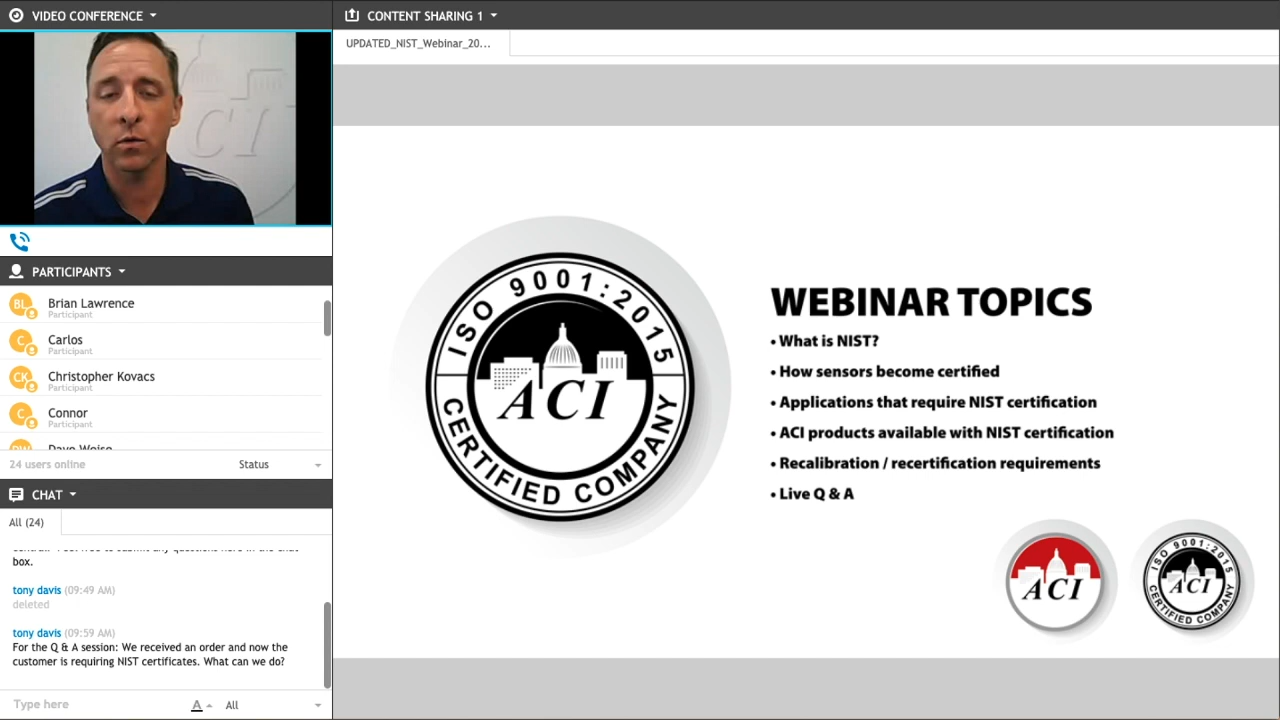 VIDEO CONFERENCE
CI
PARTICIPANTS
BL Brian Lawrence
Participant
C Carlos
Participant
CK Christopher Kovacs
Participant
C Connor
Participant
24 users online
Status
CHAT
All (24)
box.
tony davis (09:49 AM)
deleted
tony davis (09:59 AM)
For the Q & A session: We received an order and now the
customer is requiring NIST certificates. What can we do?
Type here
A
All
CONTENT SHARING 1
UPDATED_NIST_Webinar_20...
ISO 9001:2015
ACI
CERTIFIED COMPANY
WEBINAR TOPICS
• What is NIST?
• How sensors become certified
• Applications that require NIST certification
• ACI products available with NIST certification
• Recalibration / recertification requirements
• Live Q & A
ACI
ISO 9001:2015
ACI
CERTIFIED COMPANY